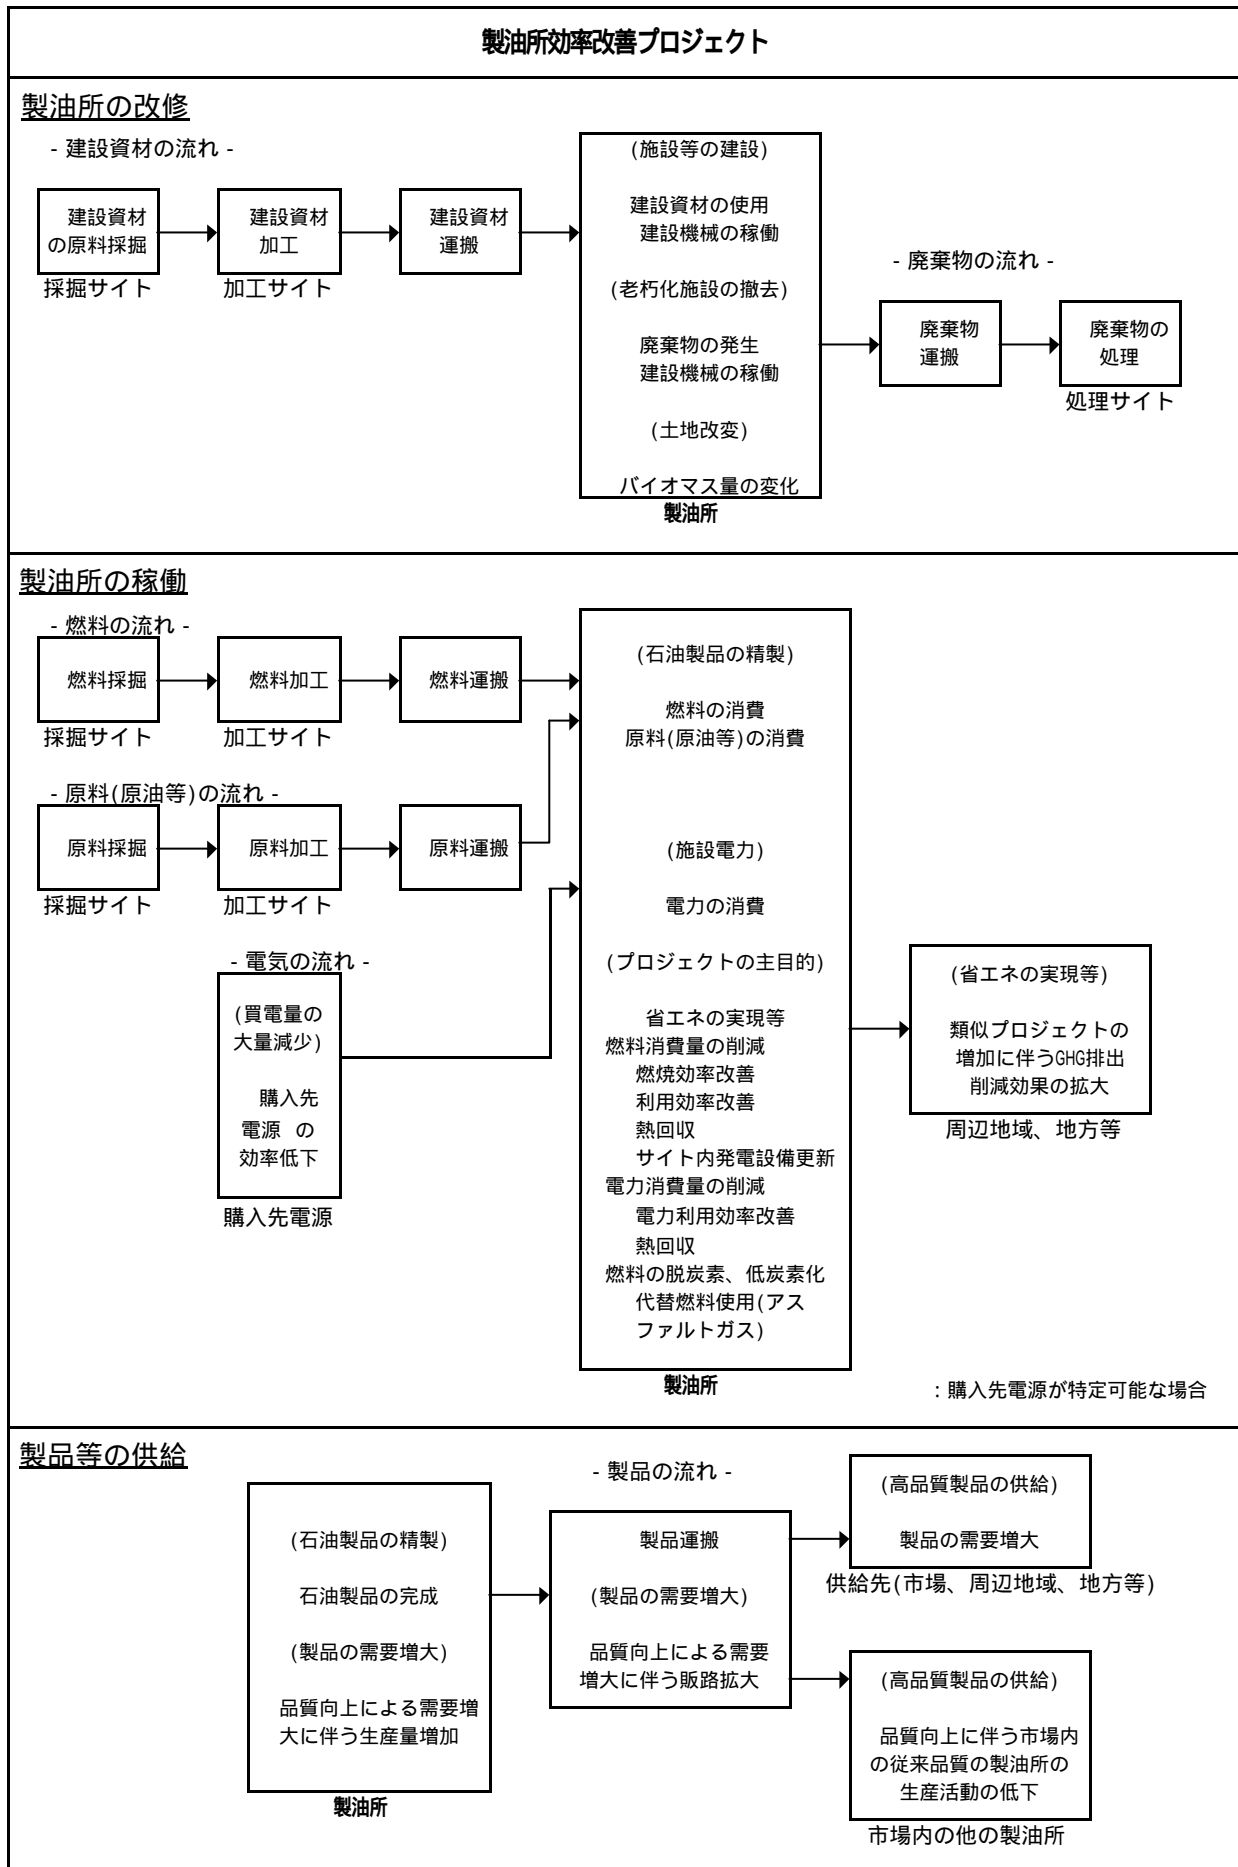 製油所効率改善プロジェクト
製油所の改修
- 建設資材の流れ -
建設資材
の原料採掘
採掘サイト
建設資材
加工
加工サイト
建設資材
運搬
(施設等の建設)
建設資材の使用
建設機械の稼働
(老朽化施設の撤去)
廃棄物の発生
建設機械の稼働
(土地改変)
バイオマス量の変化
製油所
- 廃棄物の流れ -
廃棄物
運搬
廃棄物の
処理
処理サイト
製油所の稼働
- 燃料の流れ -
燃料採掘
採掘サイト
燃料加工
加工サイト
燃料運搬
- 原料(原油等)の流れ -
原料採掘
採掘サイト
原料加工
加工サイト
原料運搬
- 電気の流れ -
(買電量の
大量減少)
購入先
電源 の
効率低下
購入先電源
(石油製品の精製)
燃料の消費
原料(原油等)の消費
(施設電力)
電力の消費
(プロジェクトの主目的)
省エネの実現等
燃料消費量の削減
燃焼効率改善
利用効率改善
熱回収
サイト内発電設備更新
電力消費量の削減
電力利用効率改善
熱回収
燃料の脱炭素、低炭素化
代替燃料使用(アス
ファルトガス)
製油所
(省エネの実現等)
類似プロジェクトの
増加に伴うGHG排出
削減効果の拡大
周辺地域、地方等
:購入先電源が特定可能な場合
製品等の供給
(石油製品の精製)
石油製品の完成
(製品の需要増大)
品質向上による需要増
大に伴う生産量増加
製油所
- 製品の流れ -
製品運搬
(製品の需要増大)
品質向上による需要
増大に伴う販路拡大
(高品質製品の供給)
製品の需要増大
供給先(市場、周辺地域、地方等)
(高品質製品の供給)
品質向上に伴う市場内
の従来品質の製油所の
生産活動の低下
市場内の他の製油所